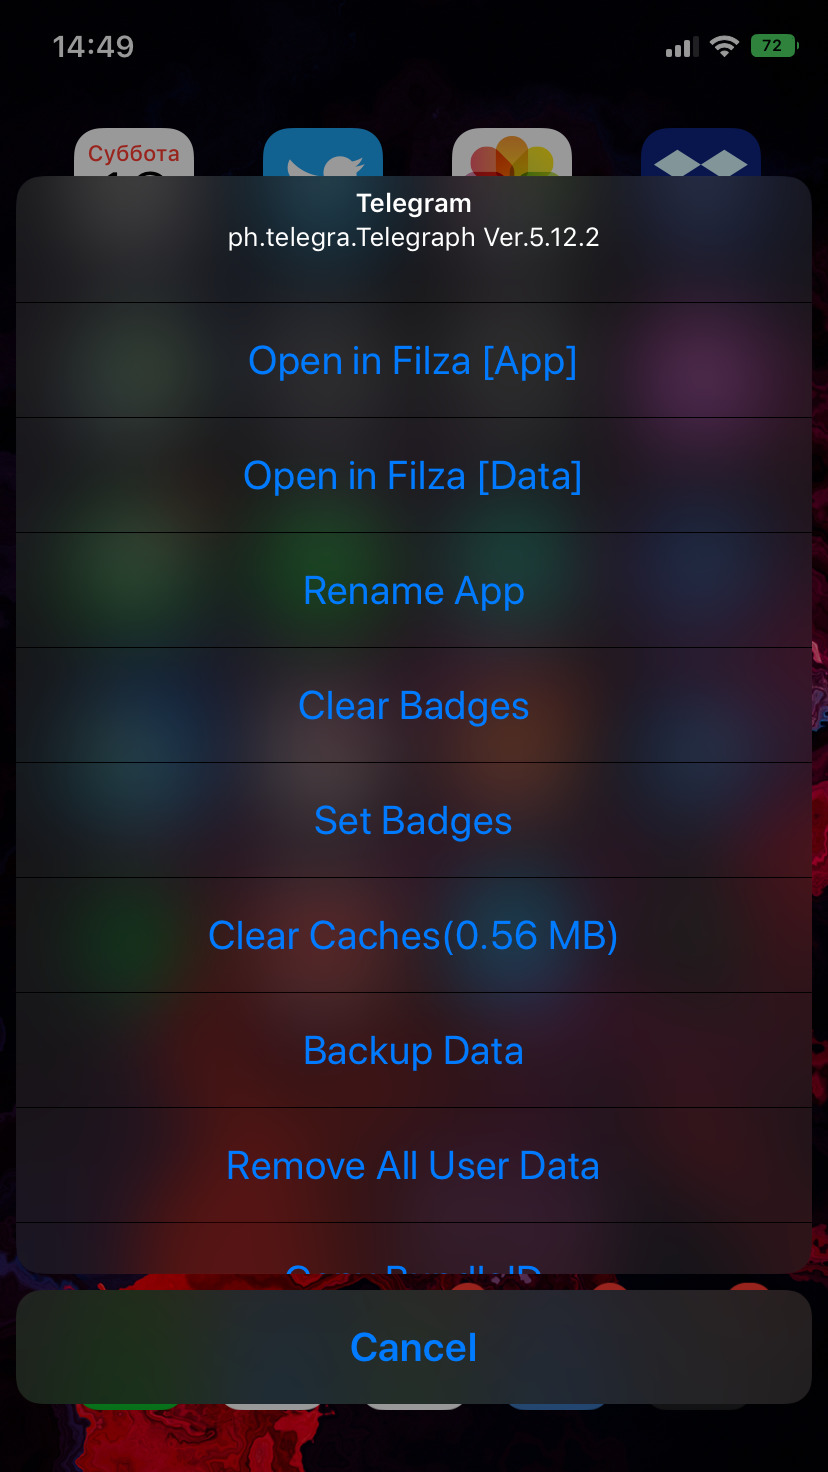 14:49
72
Суббота
Telegram
ph.telegra.Telegraph Ver.5.12.2
Open in Filza [App]
Open in Filza [Data]
Rename App
Clear Badges
Set Badges
Clear Caches(0.56 MB)
Backup Data
Remove All User Data
Copy BundleID
Cancel